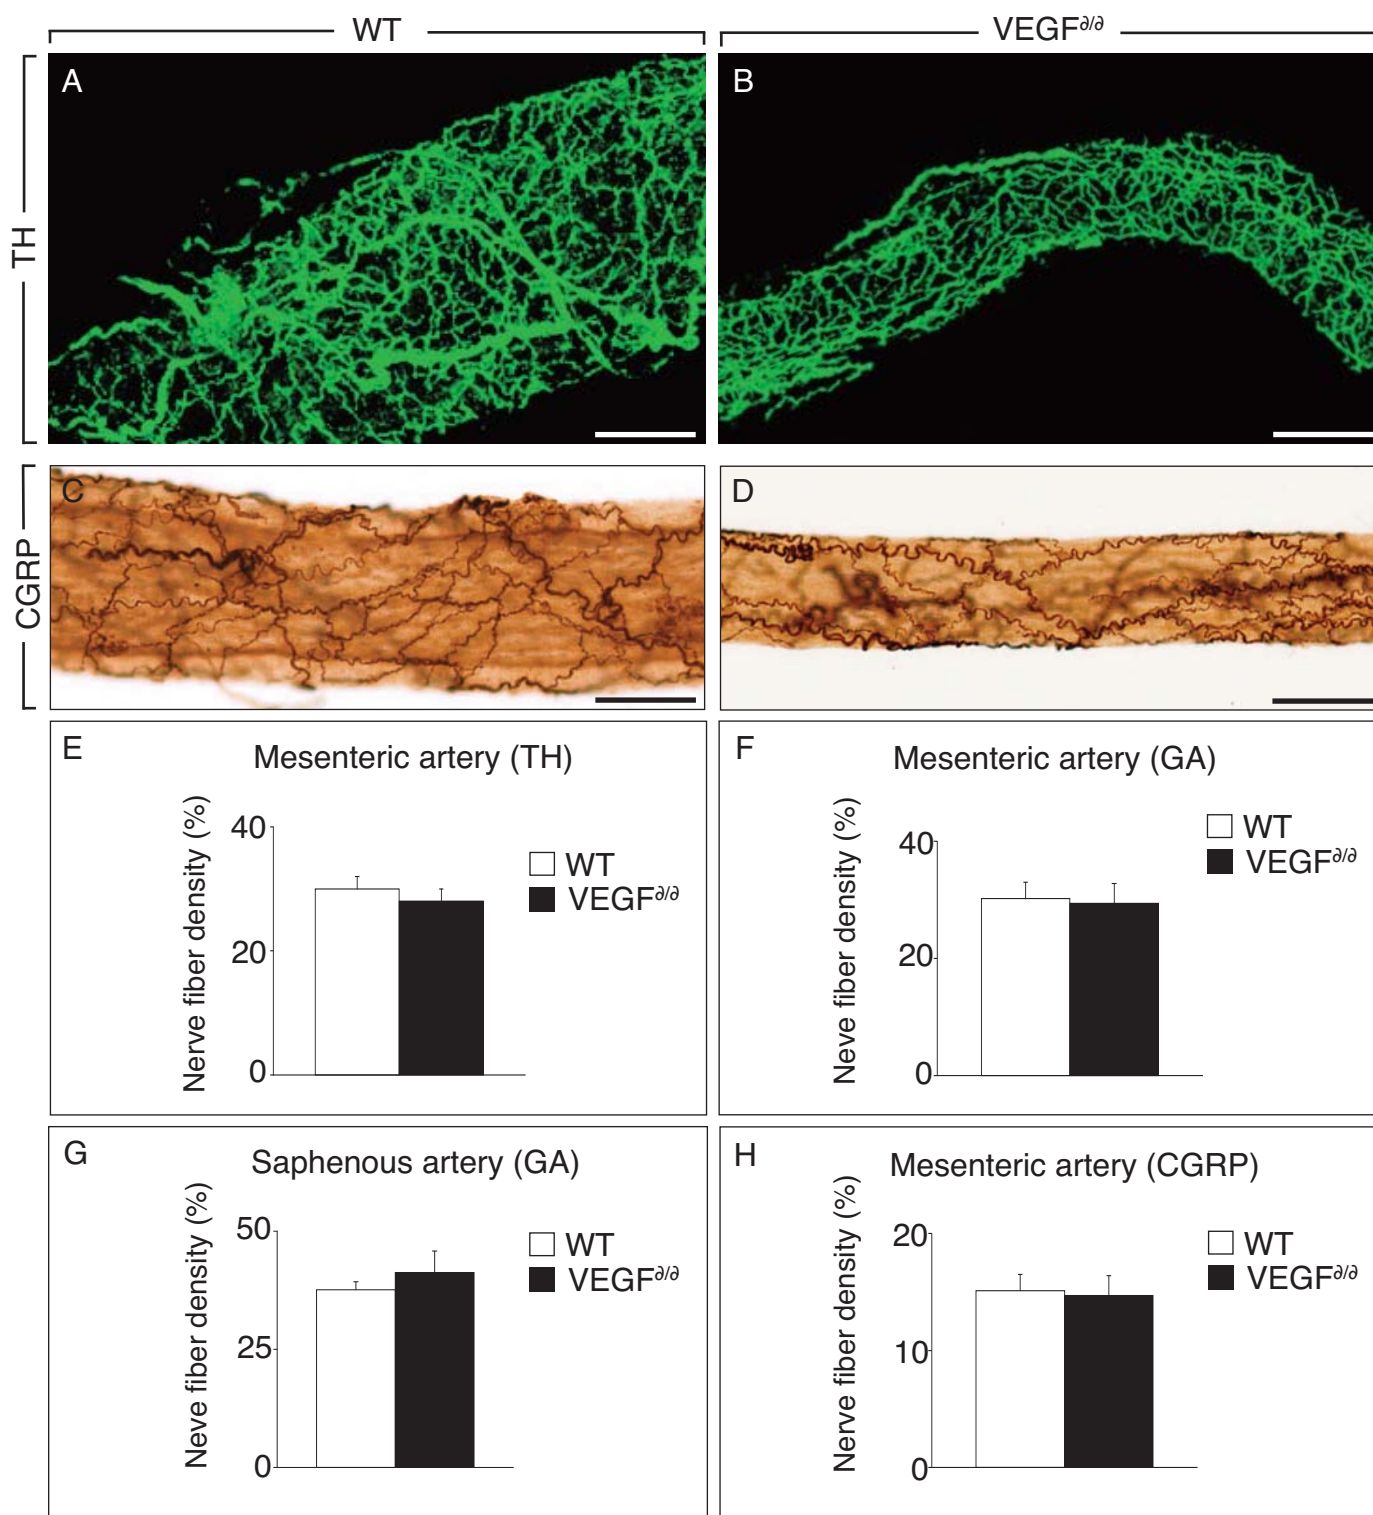 WT
VEGF∂/∂
TH
A
B
CGRP
C
D
E
Mesenteric artery (TH)
Nerve fiber density (%)
40
20
0
WT
VEGF∂/∂
F
Mesenteric artery (GA)
Neve fiber density (%)
40
20
0
WT
VEGF∂/∂
G
Saphenous artery (GA)
Neve fiber density (%)
50
25
0
WT
VEGF∂/∂
H
Mesenteric artery (CGRP)
Nerve fiber density (%)
20
10
0
WT
VEGF∂/∂